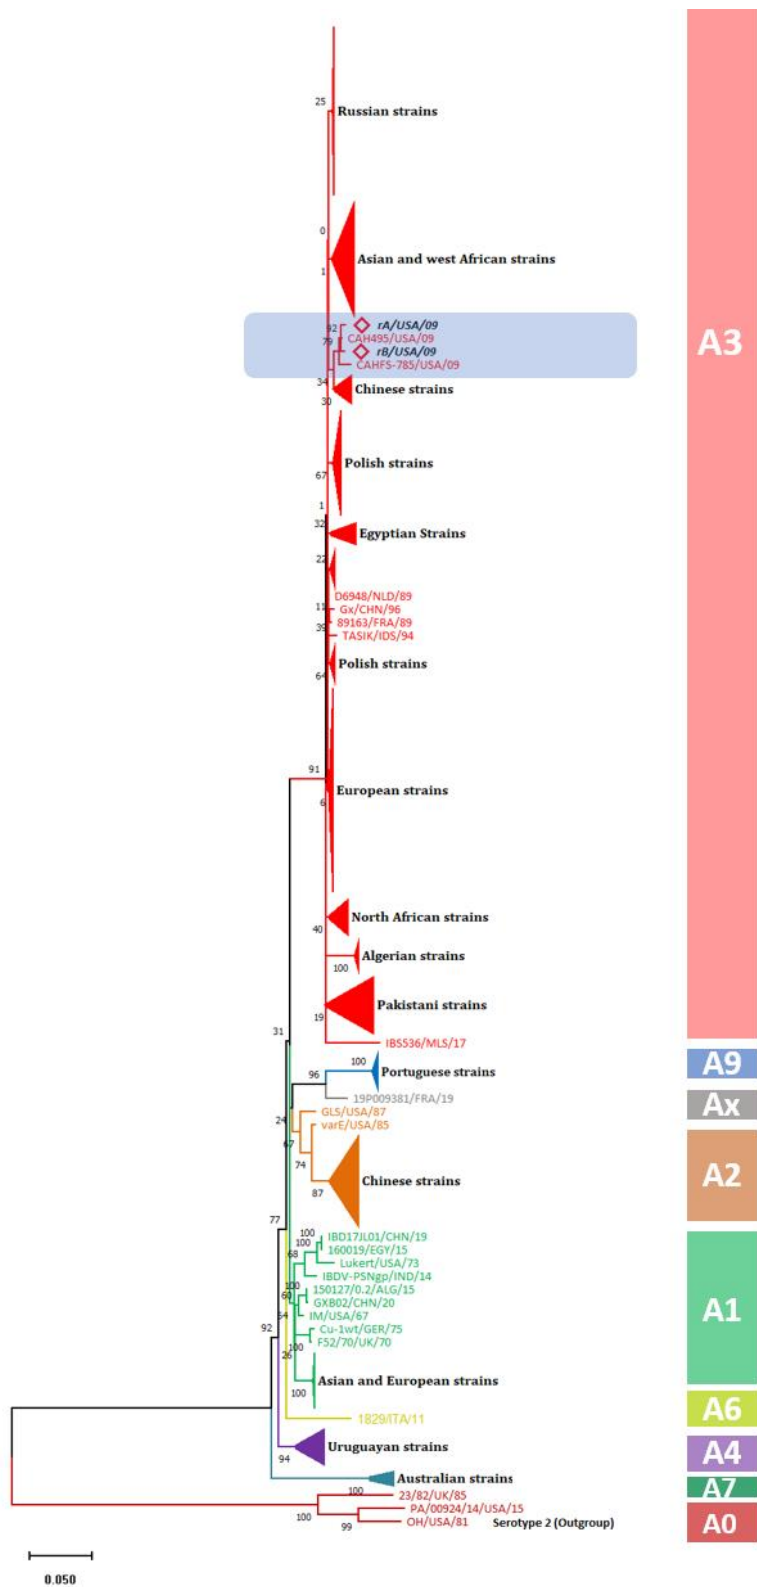 25
Russian strains
0
Asian and west African strains
1
92
rA/USA/09
79
CAH495/USA/09
rB/USA/09
CAHFS-785/USA/09
A3
34
Chinese strains
30
Polish strains
67
1
32
Egyptian Strains
22
D6948/NLD/89
11
Gx/CHN/96
89163/FRA/89
39
TASIK/IDS/94
Polish strains
64
91
European strains
6
North African strains
40
Algerian strains
100
Pakistani strains
19
31
IBS536/MLS/17
100
A9
Portuguese strains
96
19P009381/FRA/19
Ax
GLS/USA/87
24
varE/USA/85
67
74
A2
Chinese strains
87
77
100
IBD17JL01/CHN/19
100
160019/EGY/15
68
Lukert/USA/73
IBDV-PSNgp/IND/14
100
150127/0.2/ALG/15
60
GXB02/CHN/20
A1
54
IM/USA/67
92
Cu-1wt/GER/75
F52/70/UK/70
100
26
Asian and European strains
100
A6
1829/ITA/11
Uruguayan strains
A4
94
Australian strains
A7
100
23/82/UK/85
PA/00924/14/USA/15
100
OH/USA/81 Serotype 2 (Outgroup)
99
A0
0.050